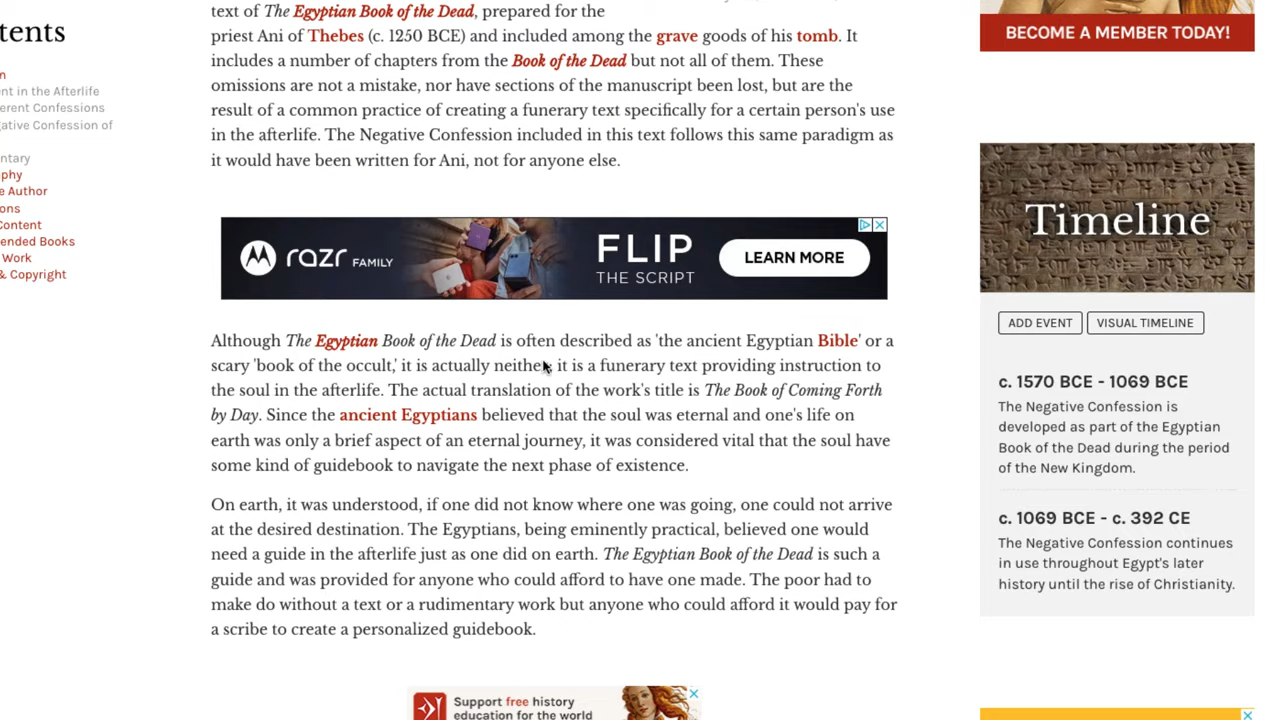 tents
n
nt in the Afterlife
erent Confessions
gative Confession of
ntary
phy
e Author
ons
Content
ended Books
Work
& Copyright
text of The Egyptian Book of the Dead, prepared for the
priest Ani of Thebes (c. 1250 BCE) and included among the grave goods of his tomb. It
includes a number of chapters from the Book of the Dead but not all of them. These
omissions are not a mistake, nor have sections of the manuscript been lost, but are the
result of a common practice of creating a funerary text specifically for a certain person's use
in the afterlife. The Negative Confession included in this text follows this same paradigm as
it would have been written for Ani, not for anyone else.
razr FAMILY
FLIP
THE SCRIPT
LEARN MORE
Although The Egyptian Book of the Dead is often described as 'the ancient Egyptian Bible' or a
scary 'book of the occult,' it is actually neither; it is a funerary text providing instruction to
the soul in the afterlife. The actual translation of the work's title is The Book of Coming Forth
by Day. Since the ancient Egyptians believed that the soul was eternal and one's life on
earth was only a brief aspect of an eternal journey, it was considered vital that the soul have
some kind of guidebook to navigate the next phase of existence.
On earth, it was understood, if one did not know where one was going, one could not arrive
at the desired destination. The Egyptians, being eminently practical, believed one would
need a guide in the afterlife just as one did on earth. The Egyptian Book of the Dead is such a
guide and was provided for anyone who could afford to have one made. The poor had to
make do without a text or a rudimentary work but anyone who could afford it would pay for
a scribe to create a personalized guidebook.
Support free history
education for the world
BECOME A MEMBER TODAY!
Timeline
ADD EVENT
VISUAL TIMELINE
c. 1570 BCE - 1069 BCE
The Negative Confession is
developed as part of the Egyptian
Book of the Dead during the period
of the New Kingdom.
c. 1069 BCE - c. 392 CE
The Negative Confession continues
in use throughout Egypt's later
history until the rise of Christianity.